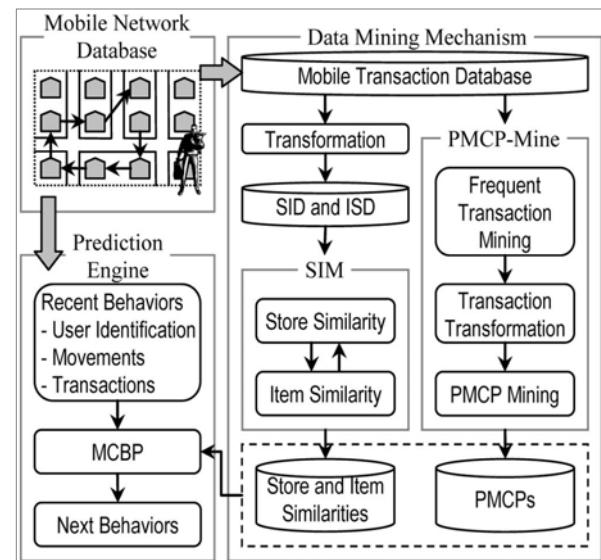 Mobile Network
Database
Data Mining Mechanism
Mobile Transaction Database
Transformation
SID and ISD
SIM
Store Similarity
Item Similarity
PMCP-Mine
Frequent
Transaction
Mining
Transaction
Transformation
PMCP Mining
Store and Item
Similarities
PMCPs
Prediction
Engine
Recent Behaviors
- User Identification
- Movements
- Transactions
MCBP
Next Behaviors